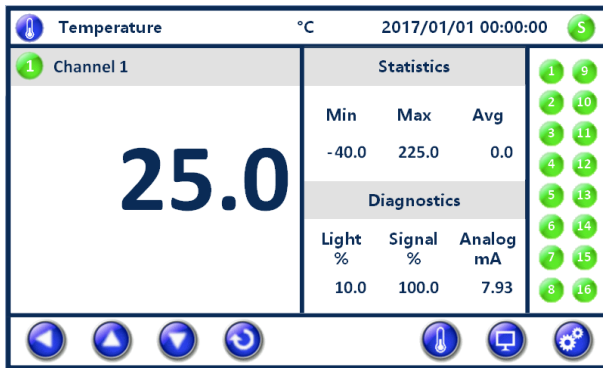 Temperature °C 2017/01/01 00:00:00 S
1 Channel 1
25.0
Statistics
Min Max Avg
-40.0 225.0 0.0
Diagnostics
Light Signal Analog
% % mA
10.0 100.0 7.93
1 9
2 10
3 11
4 12
5 13
6 14
7 15
8 16